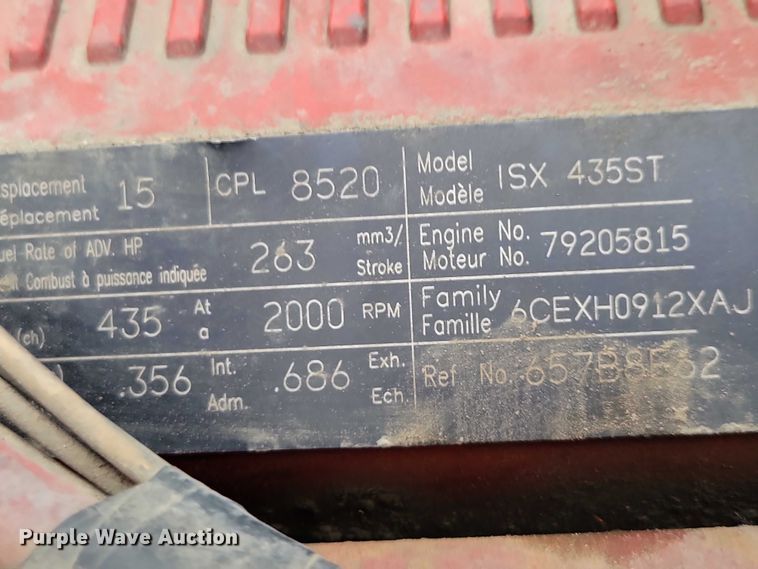 splacement
éplacement 15
CPL 8520
Model
Modèle ISX 435ST
uel Rate of ADV. HP
Combust à puissance indiquée
263 mm3/
Stroke
Engine No.
Moteur No. 79205815
(ch) 435 At
a 2000 RPM
Family
Famille 6CEXH0912XAJ
.356 Int.
Adm. .686 Exh.
Ech.
Ref No.
Purple Wave Auction